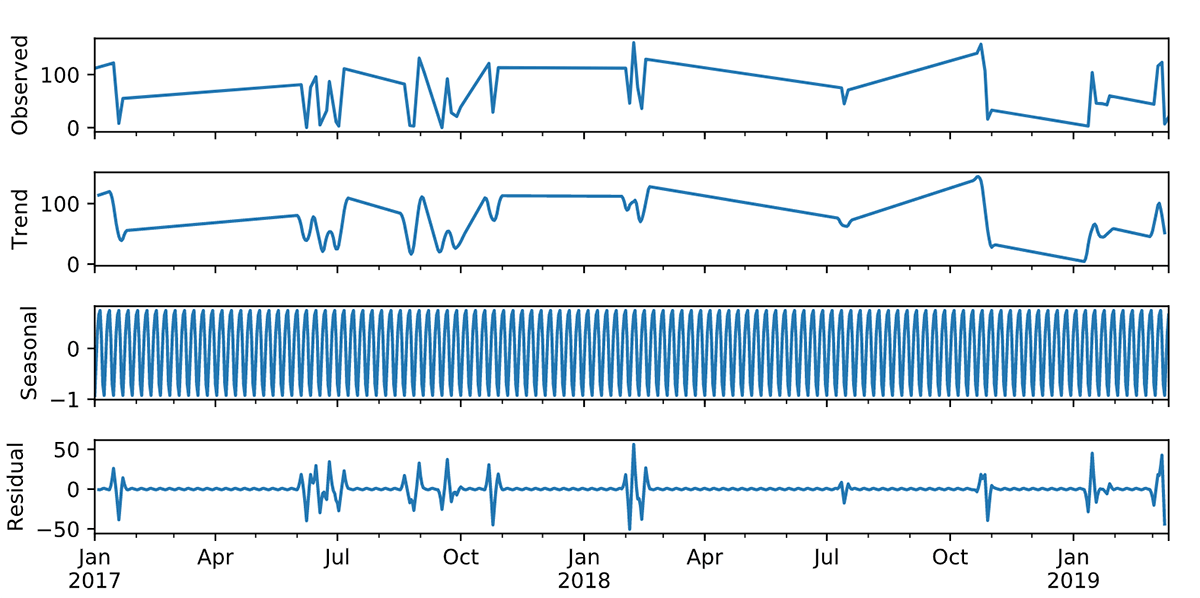 Observed
100
0
Trend
100
0
Seasonal
0
−1
Residual
50
0
−50
Jan Apr Jul Oct Jan Apr Jul Oct Jan
2017 2018 2019